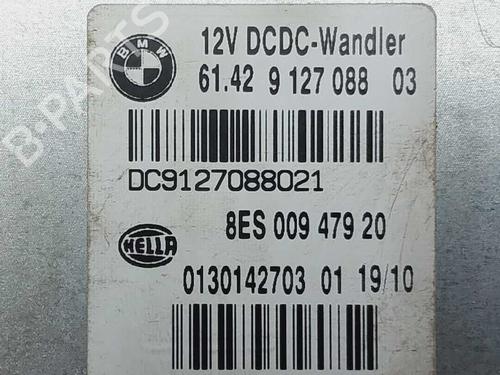 BMW
12V DCDC-Wandler
61.42 9 127 088 03
DC9127088021
8ES 009 479 20
HELLA
0130142703 01 19/10
B-PARTS